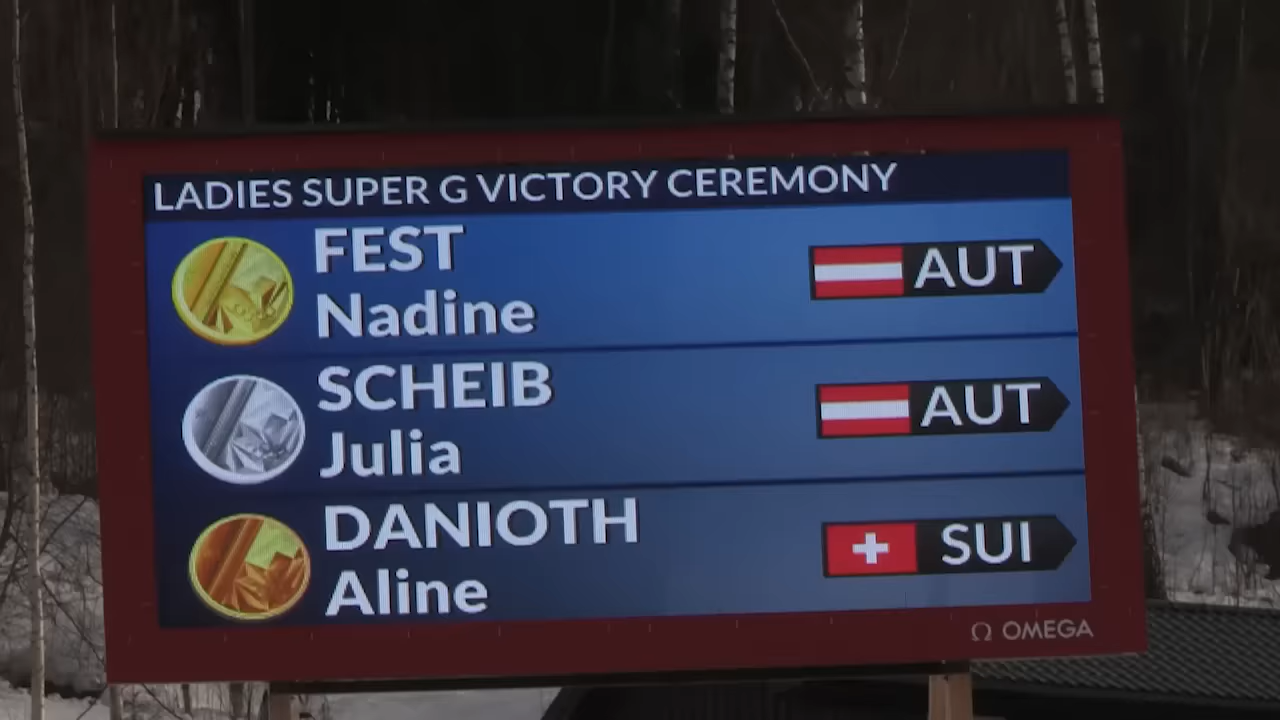 LADIES SUPER G VICTORY CEREMONY
FEST
Nadine
AUT
SCHEIB
Julia
AUT
DANIOTH
Aline
SUI
Ω OMEGA